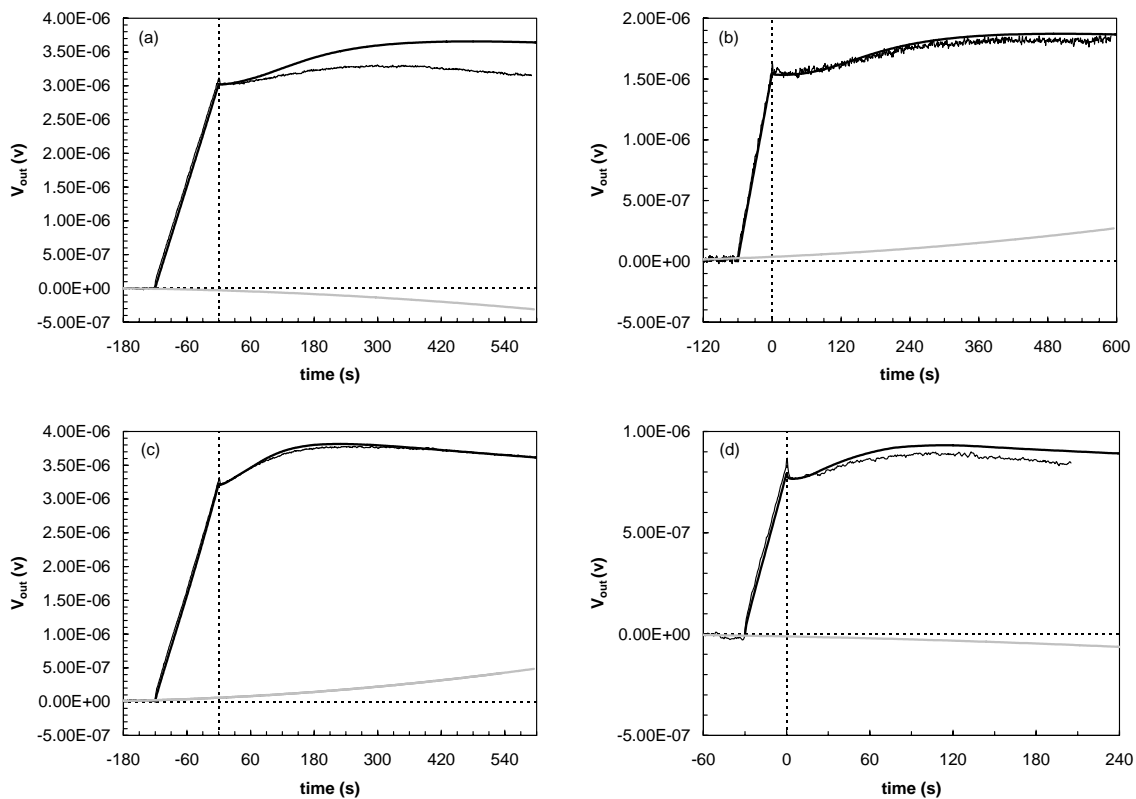 (a)
4.00E-06
3.50E-06
3.00E-06
2.50E-06
2.00E-06
1.50E-06
1.00E-06
5.00E-07
0.00E+00
-5.00E-07
Vout (v)
-180 -60 60 180 300 420 540
time (s)
(b)
2.00E-06
1.50E-06
1.00E-06
5.00E-07
0.00E+00
-5.00E-07
Vout (v)
-120 0 120 240 360 480 600
time (s)
(c)
4.00E-06
3.50E-06
3.00E-06
2.50E-06
2.00E-06
1.50E-06
1.00E-06
5.00E-07
0.00E+00
-5.00E-07
Vout (v)
-180 -60 60 180 300 420 540
time (s)
(d)
1.00E-06
5.00E-07
0.00E+00
-5.00E-07
Vout (v)
-60 0 60 120 180 240
time (s)